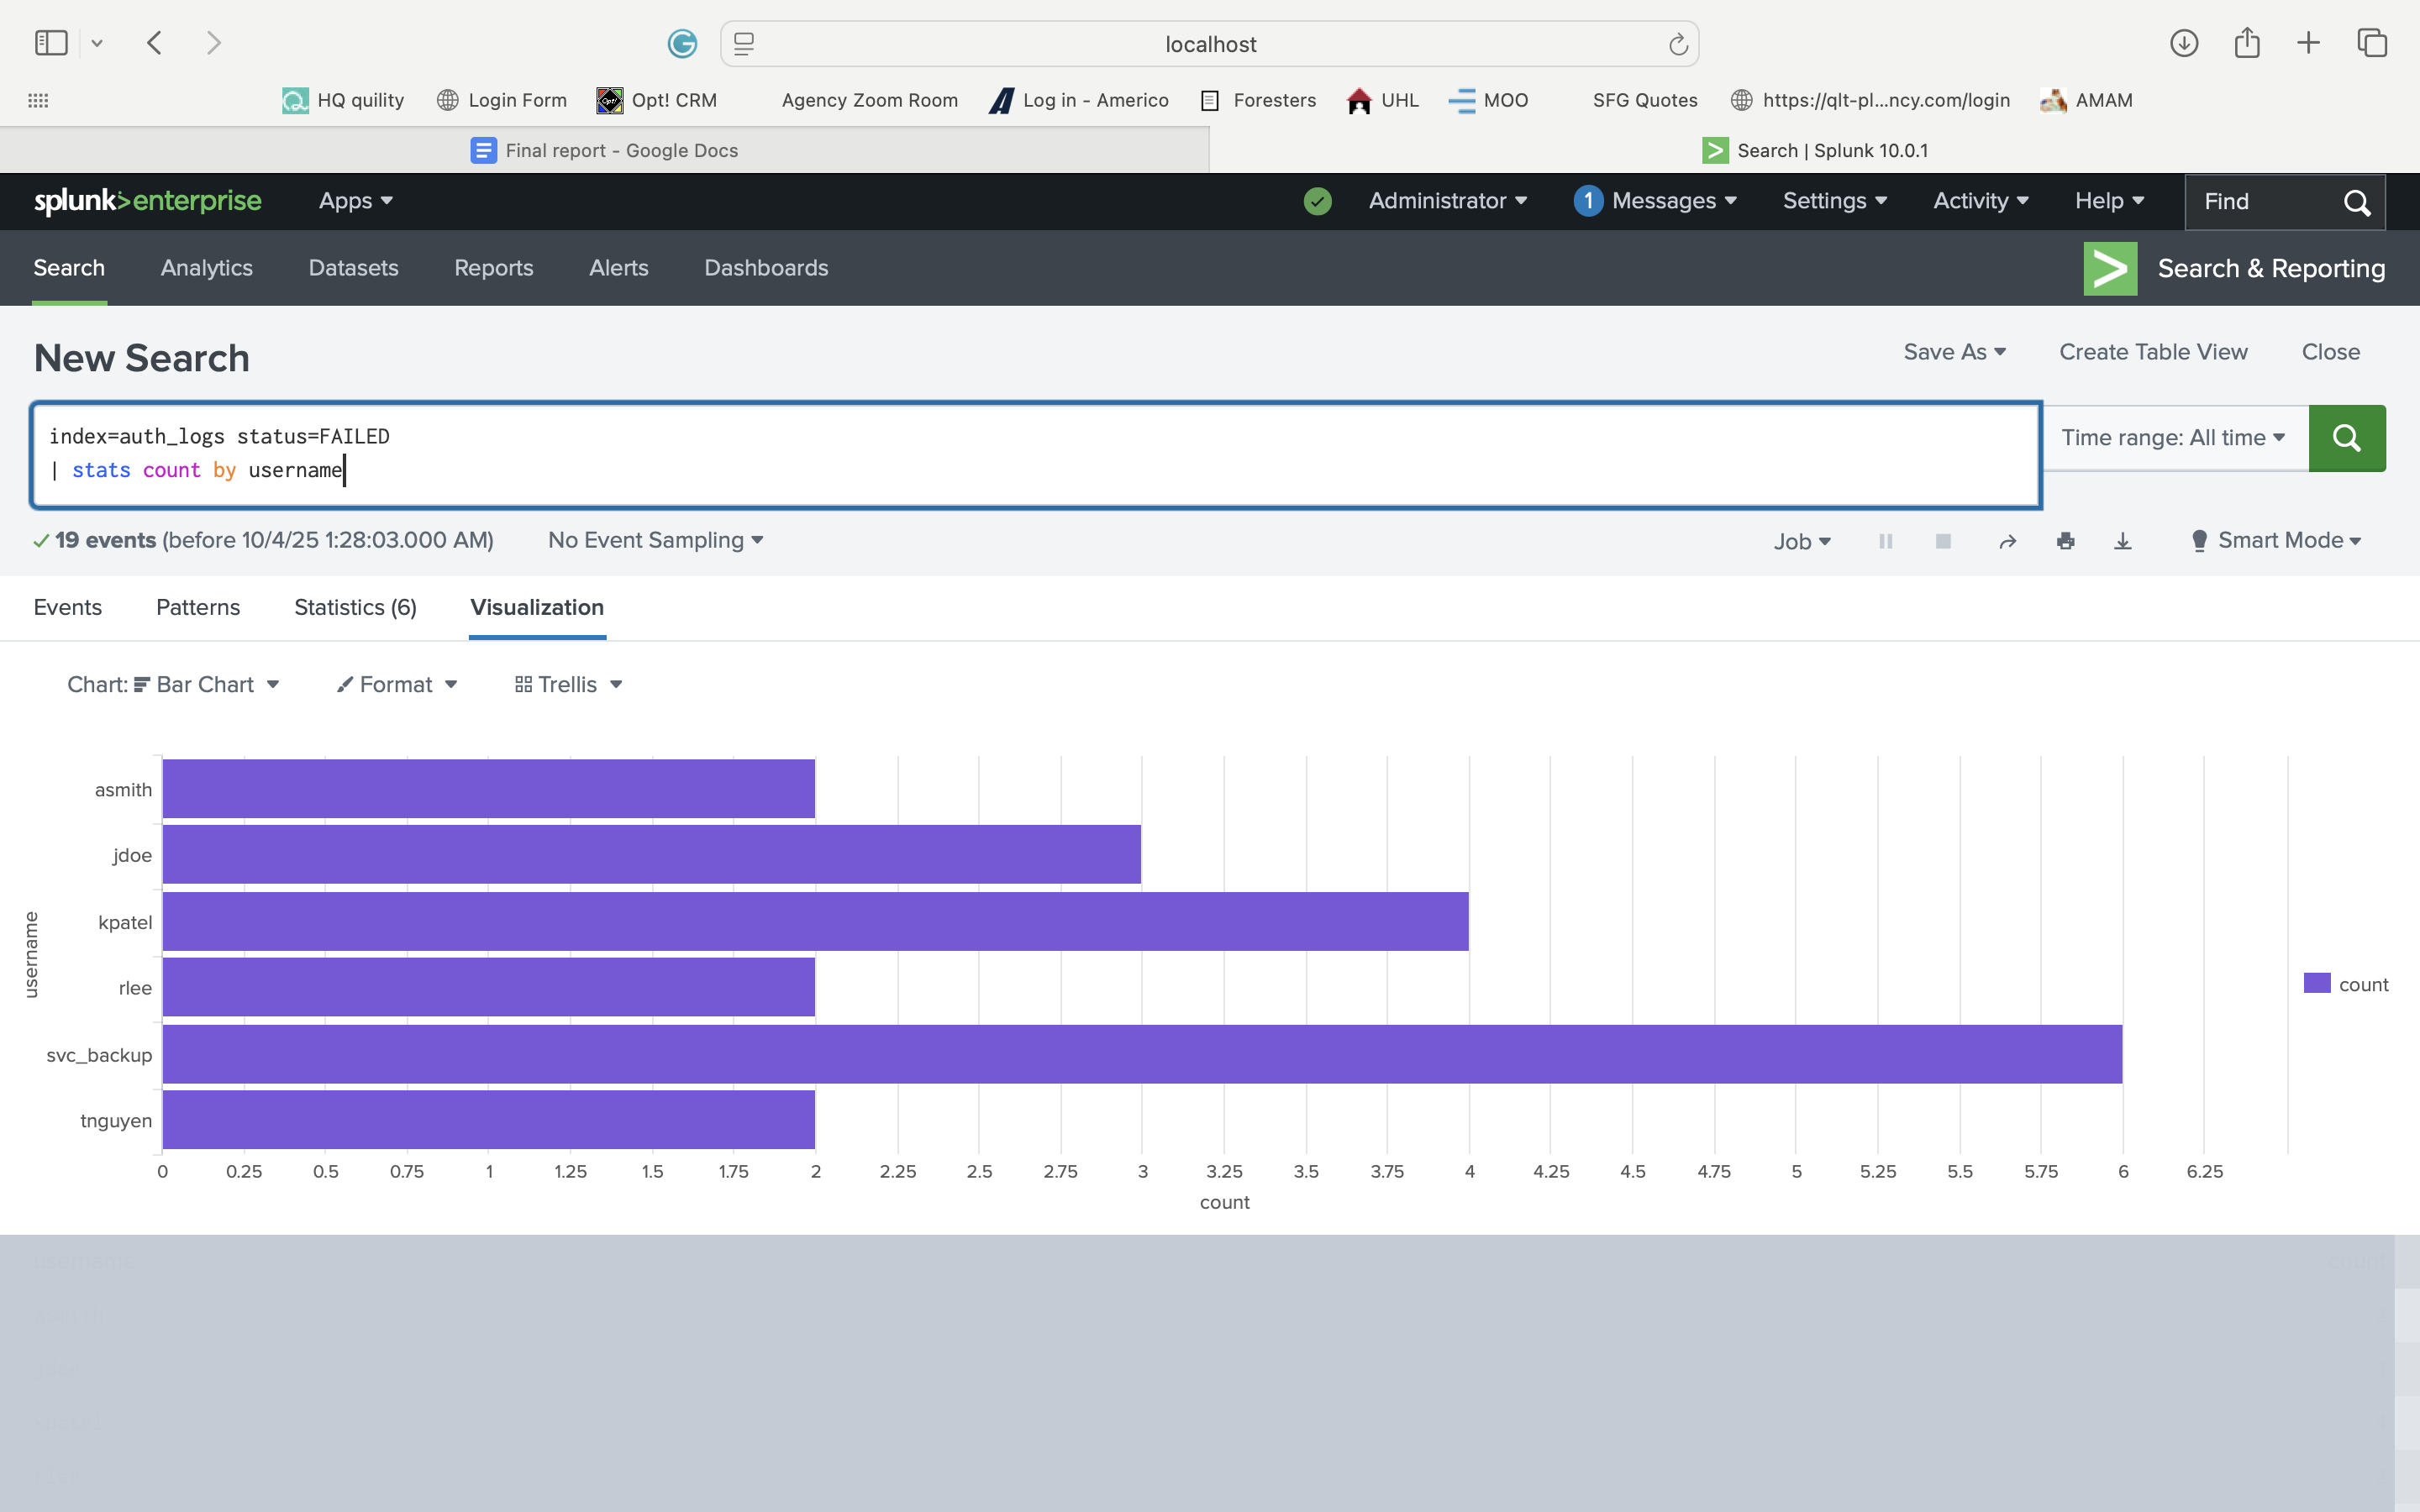 localhost
HQ quility Login Form Opt! CRM Agency Zoom Room Log in - Americo Foresters UHL MOO SFG Quotes https://qlt-pl...ncy.com/login AMAM
Final report - Google Docs Search | Splunk 10.0.1
splunk>enterprise Apps Administrator 1 Messages Settings Activity Help Find
Search Analytics Datasets Reports Alerts Dashboards Search & Reporting
New Search Save As Create Table View Close
index=auth_logs status=FAILED
| stats count by username
Time range: All time
19 events (before 10/4/25 1:28:03.000 AM) No Event Sampling Job Smart Mode
Events Patterns Statistics (6) Visualization
Chart: Bar Chart Format Trellis
asmith
jdoe
kpatel
username
rlee
count
svc_backup
tnguyen
0 0.25 0.5 0.75 1 1.25 1.5 1.75 2 2.25 2.5 2.75 3 3.25 3.5 3.75 4 4.25 4.5 4.75 5 5.25 5.5 5.75 6 6.25
count